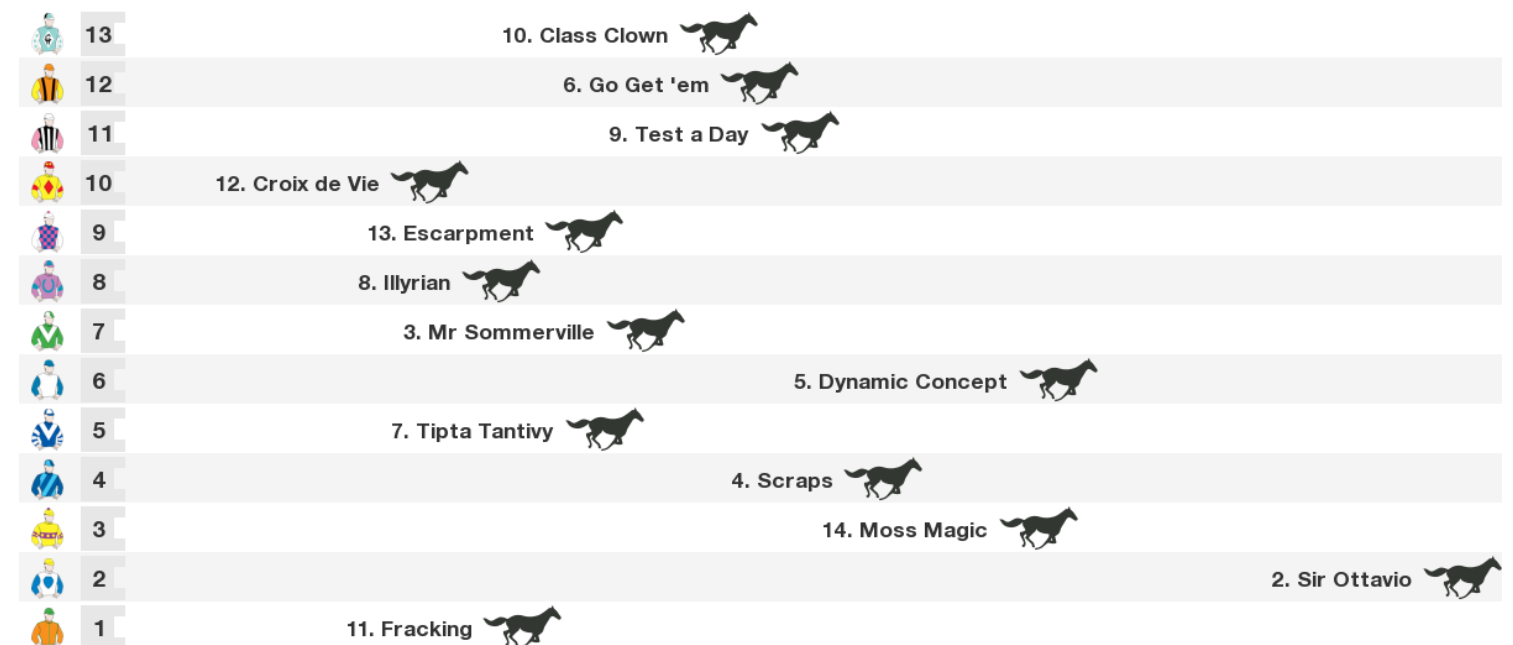 13 10. Class Clown
12 6. Go Get 'em
11 9. Test a Day
10 12. Croix de Vie
9 13. Escarpment
8 8. Illyrian
7 3. Mr Sommerville
6 5. Dynamic Concept
5 7. Tipta Tantivy
4 4. Scraps
3 14. Moss Magic
2 2. Sir Ottavio
1 11. Fracking